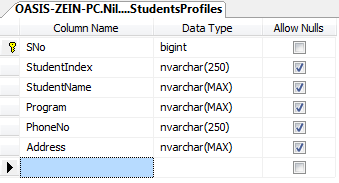 OASIS-ZEIN-PC.Nil....StudentsProfiles
Column Name Data Type Allow Nulls
SNo bigint
StudentIndex nvarchar(250)
StudentName nvarchar(MAX)
Program nvarchar(MAX)
PhoneNo nvarchar(250)
Address nvarchar(MAX)